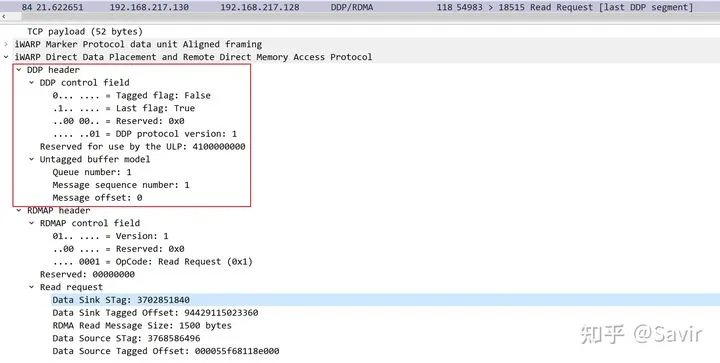 84 21.622651 192.168.217.130 192.168.217.128 DDP/RDMA 118 54983 > 18515 Read Request [last DDP segment]
TCP payload (52 bytes)
iWARP Marker Protocol data unit Aligned framing
iWARP Direct Data Placement and Remote Direct Memory Access Protocol
DDP header
DDP control field
0... .... = Tagged flag: False
.1.. .... = Last flag: True
..00 00.. = Reserved: 0x0
.... ..01 = DDP protocol version: 1
Reserved for use by the ULP: 4100000000
Untagged buffer model
Queue number: 1
Message sequence number: 1
Message offset: 0
RDMAP header
RDMAP control field
01.. .... = Version: 1
..00 .... = Reserved: 0x0
.... 0001 = OpCode: Read Request (0x1)
Reserved: 00000000
Read request
Data Sink STag: 3702851840
Data Sink Tagged Offset: 94429115023360
RDMA Read Message Size: 1500 bytes
Data Source STag: 3768586496
Data Source Tagged Offset: 000055f68118e000
知乎 @Savir